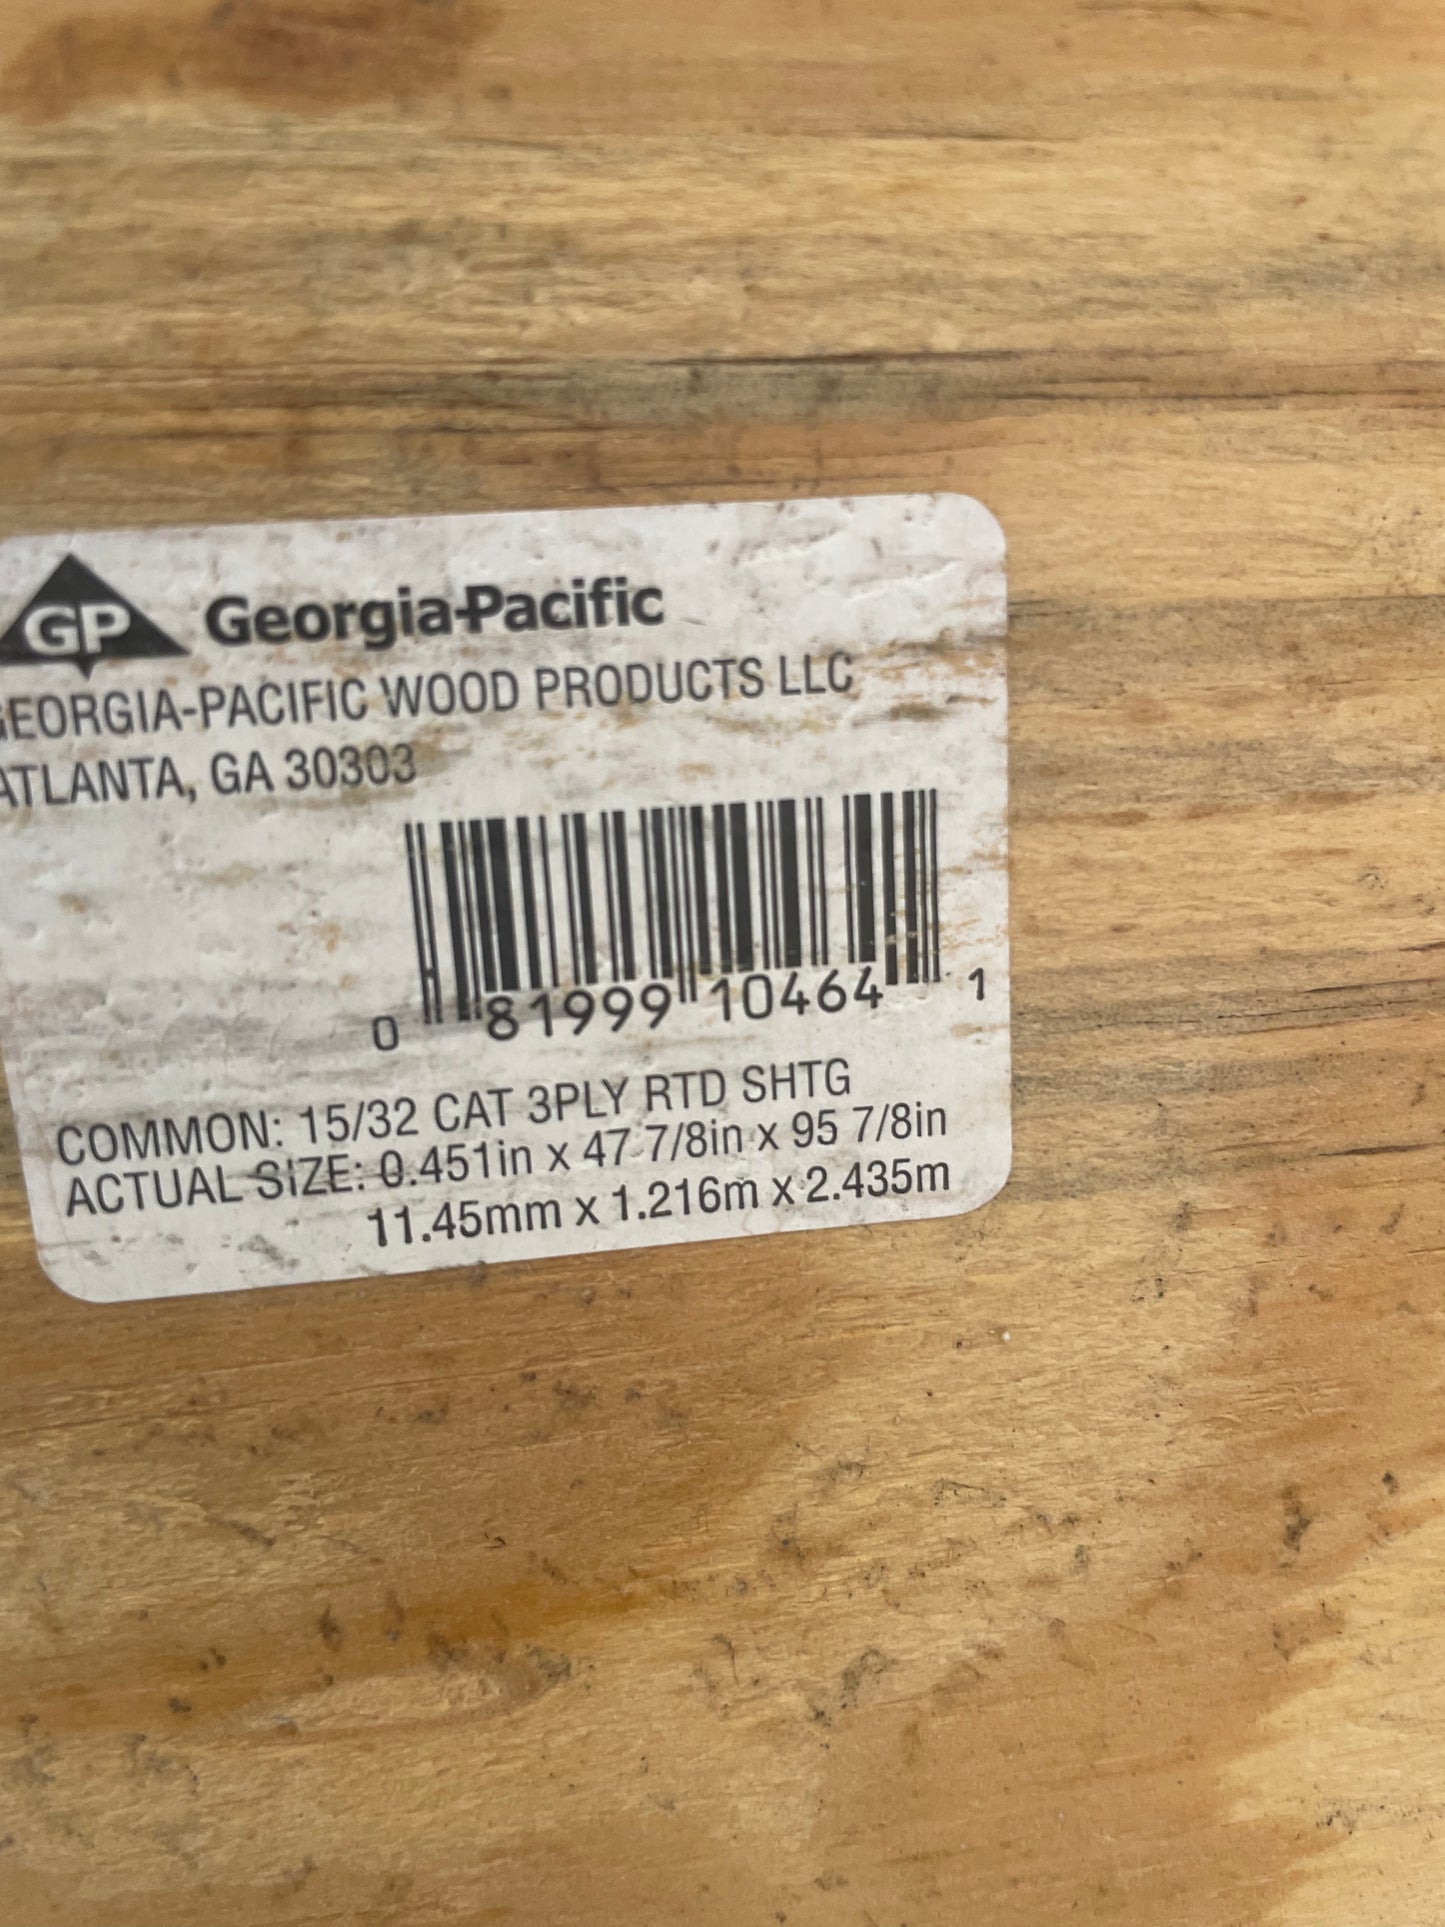 GP Georgia-Pacific
GEORGIA-PACIFIC WOOD PRODUCTS LLC
ATLANTA, GA 30303
0 81999 10464 1
COMMON: 15/32 CAT 3PLY RTD SHTG
ACTUAL SIZE: 0.451in x 47 7/8in x 95 7/8in
11.45mm x 1.216m x 2.435m